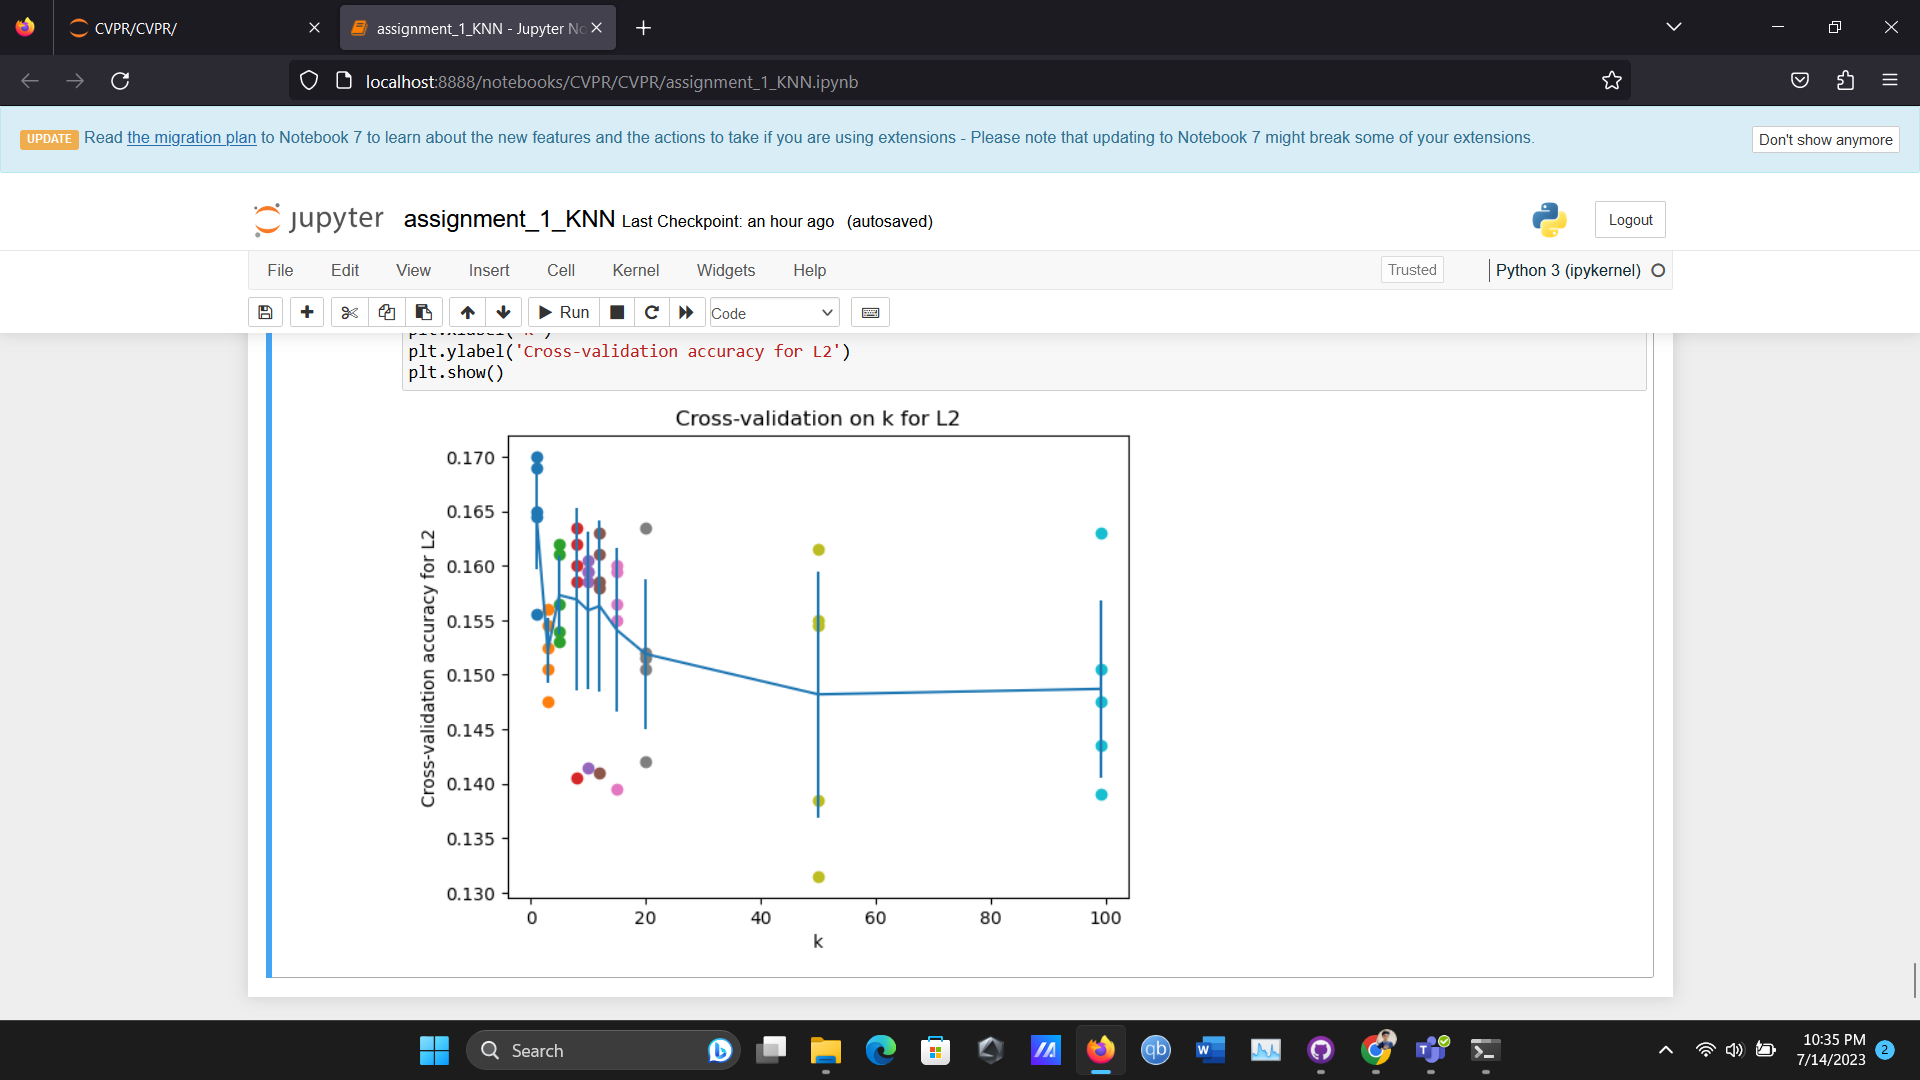 CVPR/CVPR/
assignment_1_KNN - Jupyter No
localhost:8888/notebooks/CVPR/CVPR/assignment_1_KNN.ipynb
UPDATE Read the migration plan to Notebook 7 to learn about the new features and the actions to take if you are using extensions - Please note that updating to Notebook 7 might break some of your extensions.
Don't show anymore
jupyter assignment_1_KNN Last Checkpoint: an hour ago (autosaved)
Logout
File Edit View Insert Cell Kernel Widgets Help
Trusted
Python 3 (ipykernel)
Run
Code
plt.xlabel('k')
plt.ylabel('Cross-validation accuracy for L2')
plt.show()
Cross-validation on k for L2
Cross-validation accuracy for L2
0.170
0.165
0.160
0.155
0.150
0.145
0.140
0.135
0.130
0 20 40 60 80 100
k
Search
qb
10:35 PM
7/14/2023
2